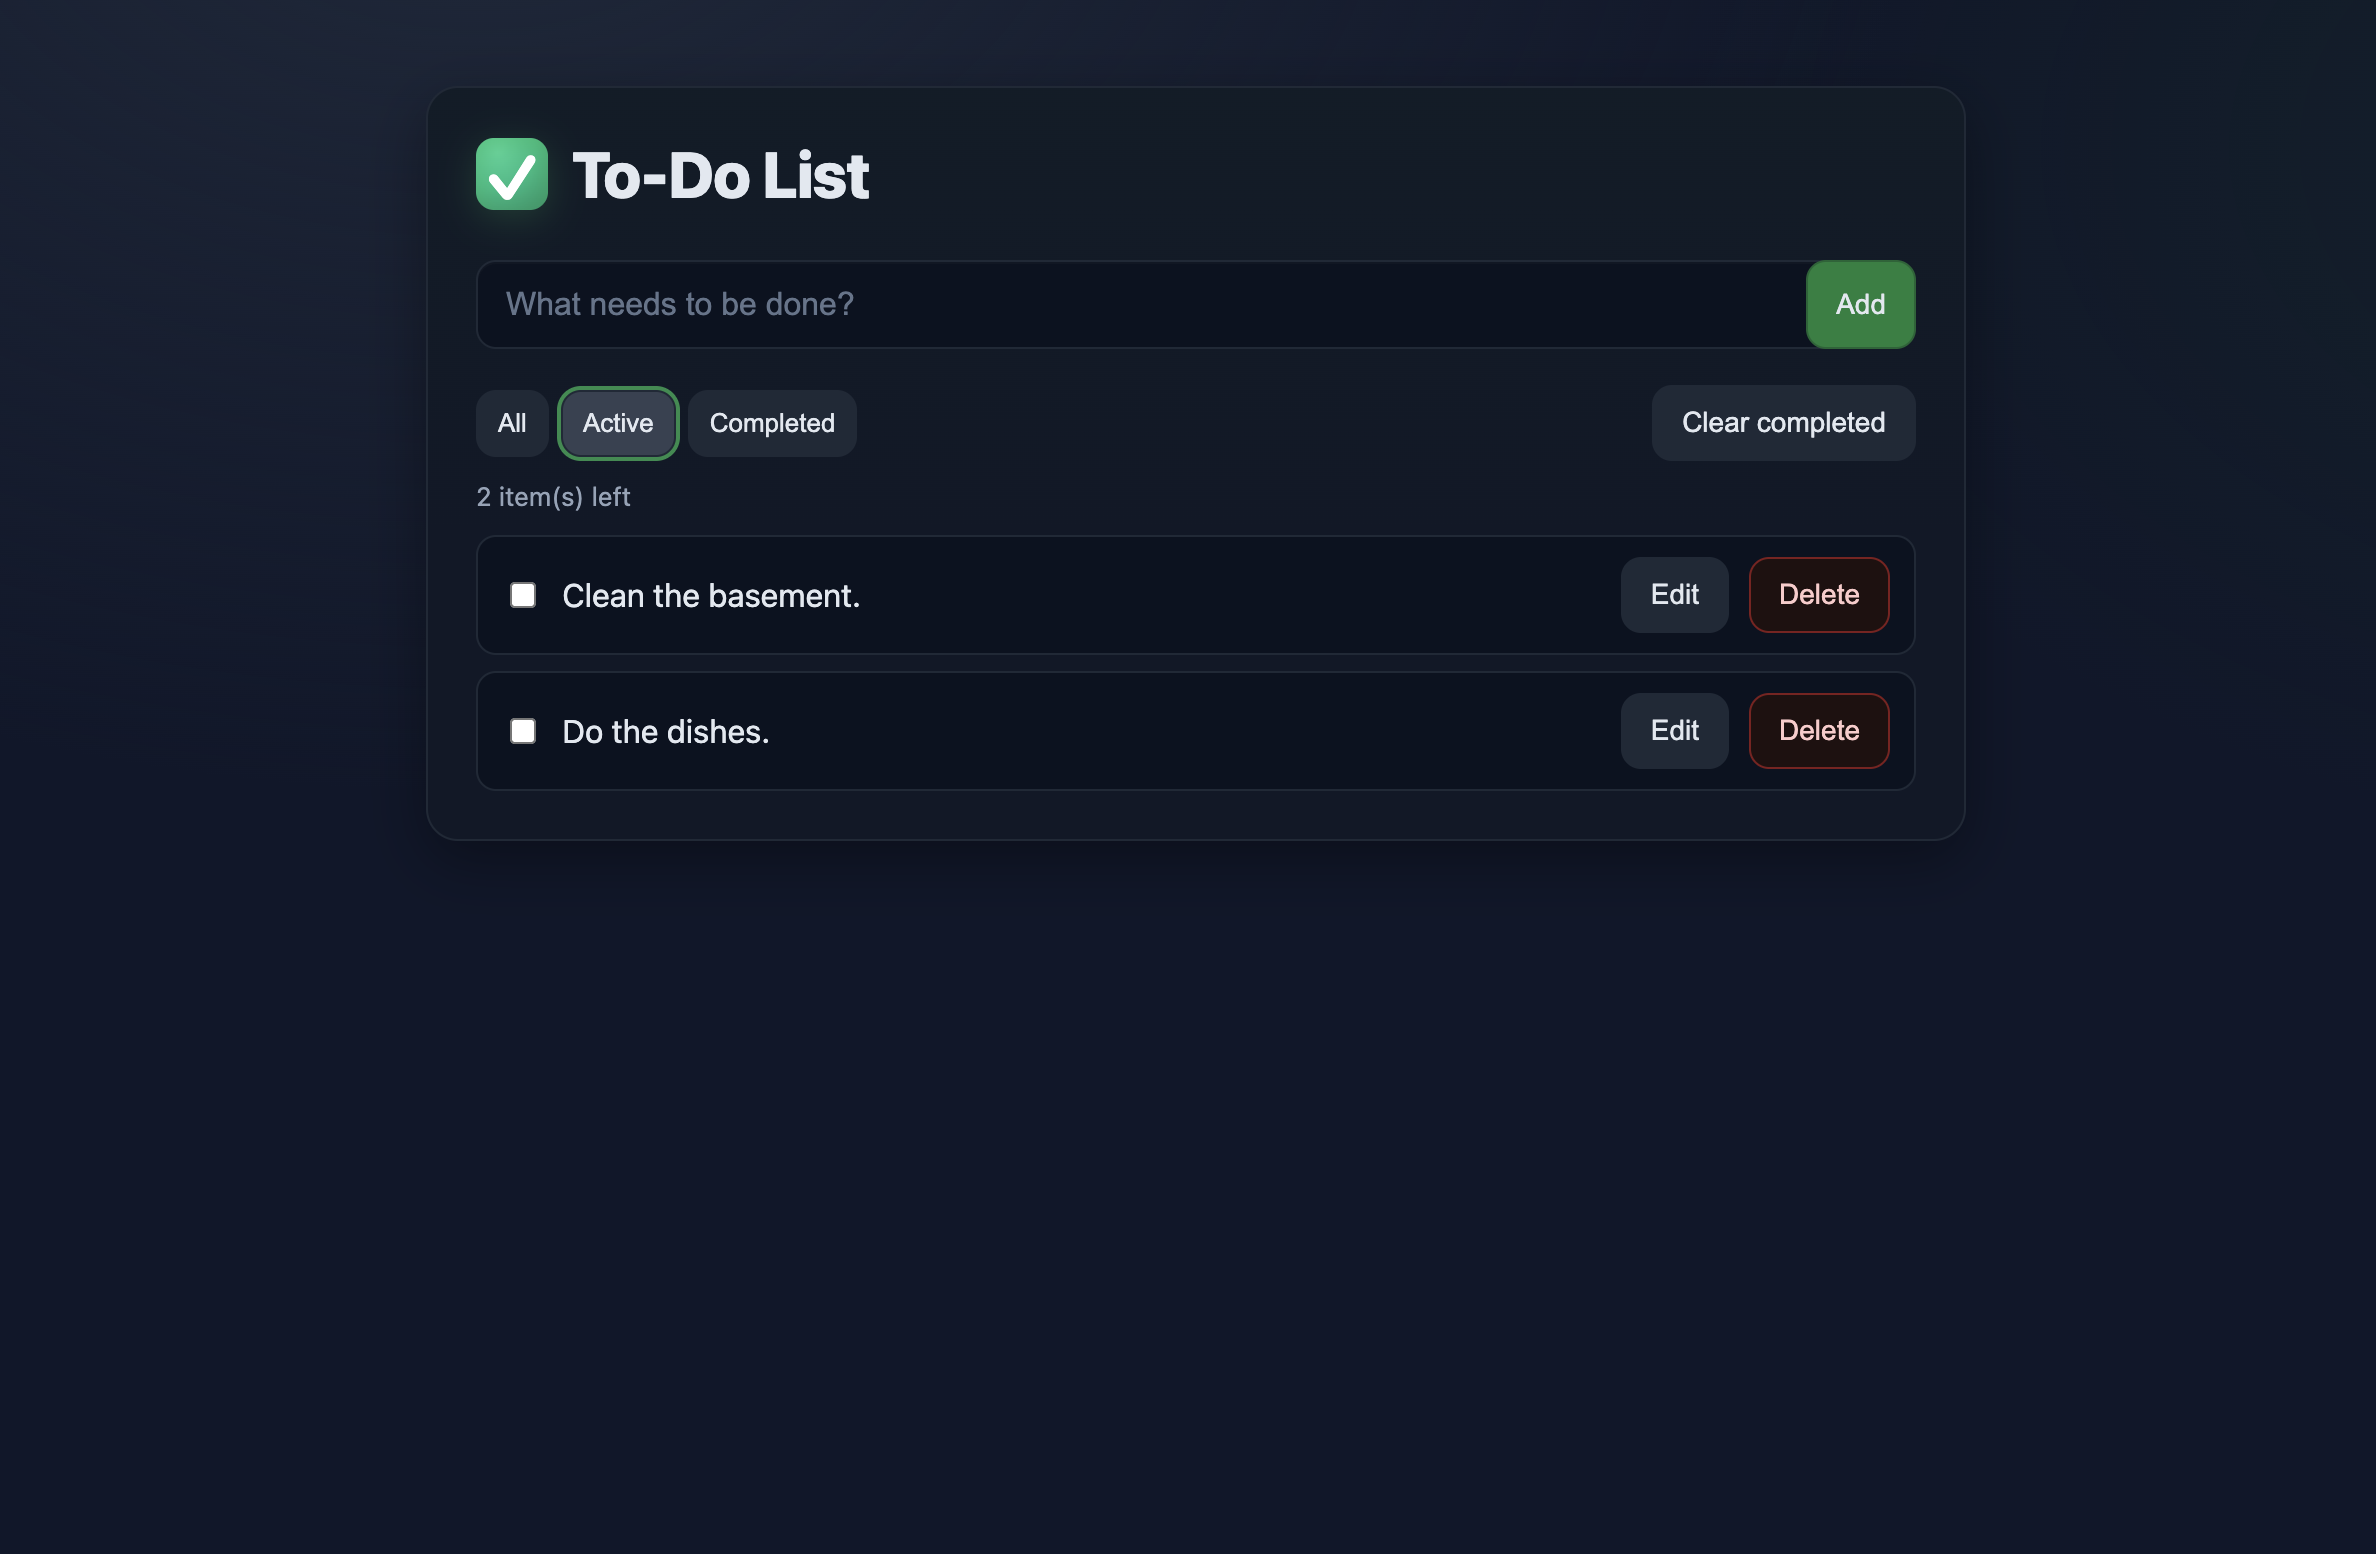 To-Do List
What needs to be done?
Add
All
Active
Completed
Clear completed
2 item(s) left
Clean the basement.
Edit
Delete
Do the dishes.
Edit
Delete